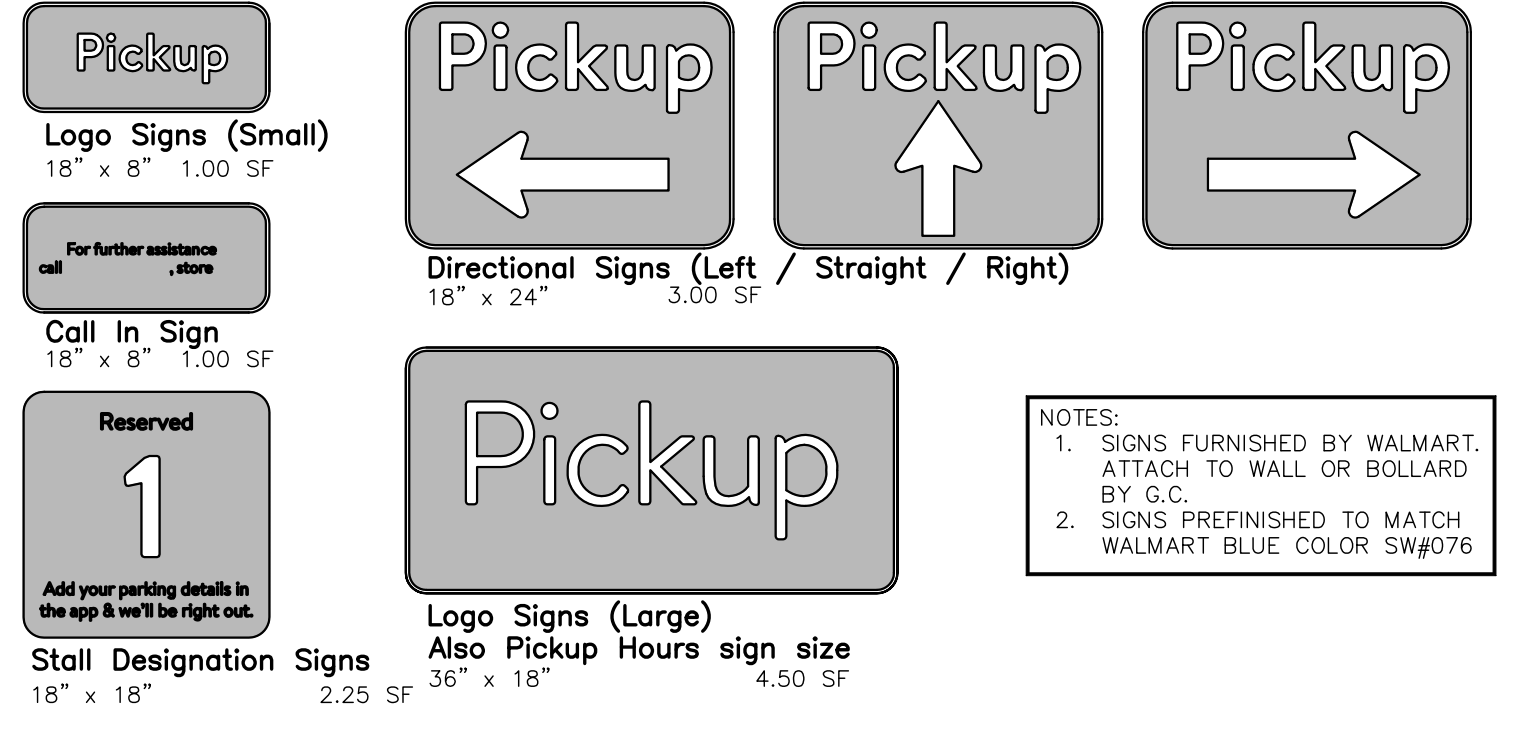 Pickup
Logo Signs (Small)
18” x 8” 1.00 SF
For further assistance
call , store
Call In Sign
18” x 8” 1.00 SF
Reserved
1
Add your parking details in
the app & we'll be right out.
Stall Designation Signs
18” x 18” 2.25 SF
Pickup
Pickup
Pickup
Directional Signs (Left / Straight / Right)
18” x 24” 3.00 SF
Pickup
Logo Signs (Large)
Also Pickup Hours sign size
36” x 18” 4.50 SF
NOTES:
1. SIGNS FURNISHED BY WALMART.
ATTACH TO WALL OR BOLLARD
BY G.C.
2. SIGNS PREFINISHED TO MATCH
WALMART BLUE COLOR SW#076